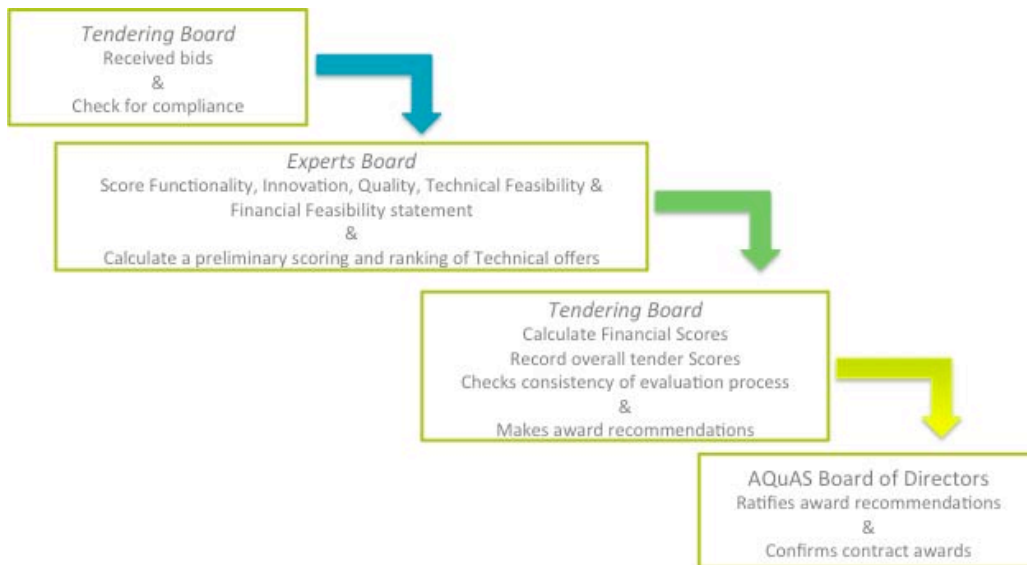 Tendering Board
Received bids
&
Check for compliance
Experts Board
Score Functionality, Innovation, Quality, Technical Feasibility &
Financial Feasibility statement
&
Calculate a preliminary scoring and ranking of Technical offers
Tendering Board
Calculate Financial Scores
Record overall tender Scores
Checks consistency of evaluation process
&
Makes award recommendations
AQuAS Board of Directors
Ratifies award recommendations
&
Confirms contract awards